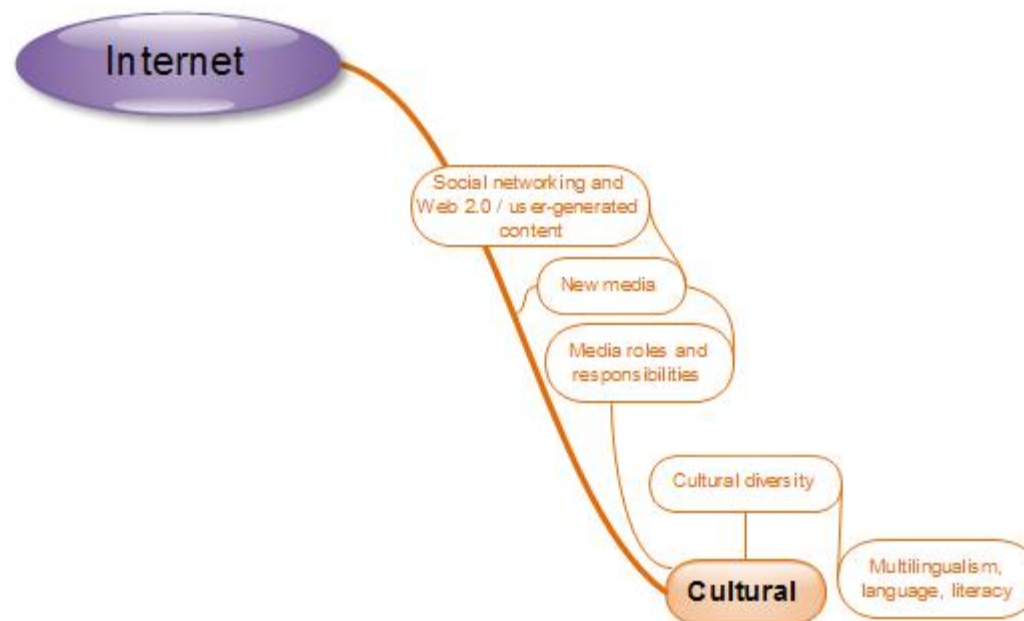 Internet
Social networking and
Web 2.0 / user-generated
content
New media
Media roles and
responsibilities
Cultural diversity
Multilingualism,
language, literacy
Cultural